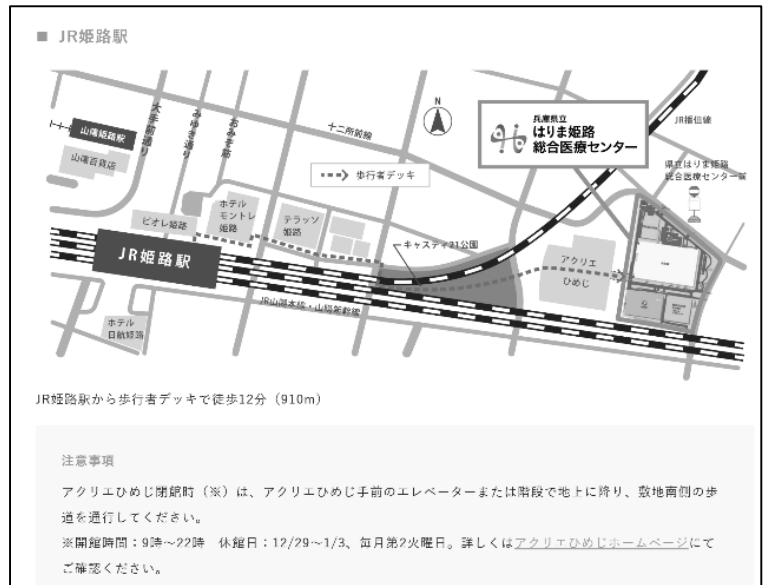 ■ JR姫路駅
山陽姫路駅
山陽百貨店
大手前通り
みゆき通り
おみぞ筋
十二所前線
N
兵庫県立
はりま姫路
総合医療センター
JR播但線
県立はりま姫路
総合医療センター前
歩行者デッキ
ホテル
モントレ
姫路
ピオレ姫路
テラッソ
姫路
キャスティ21公園
アクリエ
ひめじ
JR姫路駅
JR山陽本線・山陽新幹線
ホテル
日航姫路
JR姫路駅から歩行者デッキで徒歩12分（910m）
注意事項
アクリエひめじ閉館時（※）は、アクリエひめじ手前のエレベーターまたは階段で地上に降り、敷地南側の歩
道を通行してください。
※開館時間：9時～22時　休館日：12/29～1/3、毎月第2火曜日。詳しくはアクリエひめじホームページにて
ご確認ください。